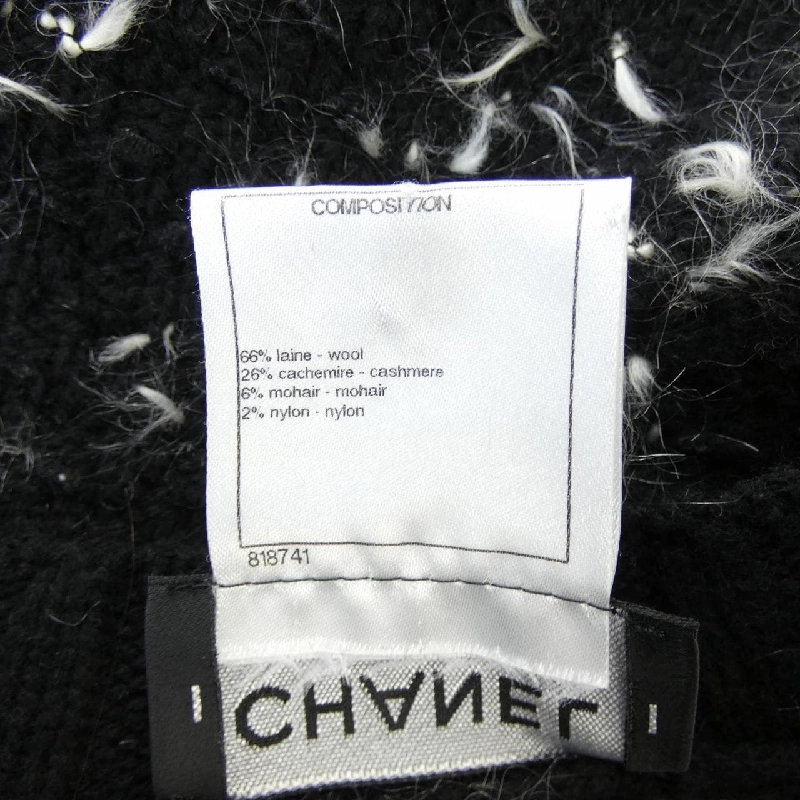 COMPOSITION
66% laine - wool
26% cachemire - cashmere
6% mohair - mohair
2% nylon - nylon
818741
CHANEL